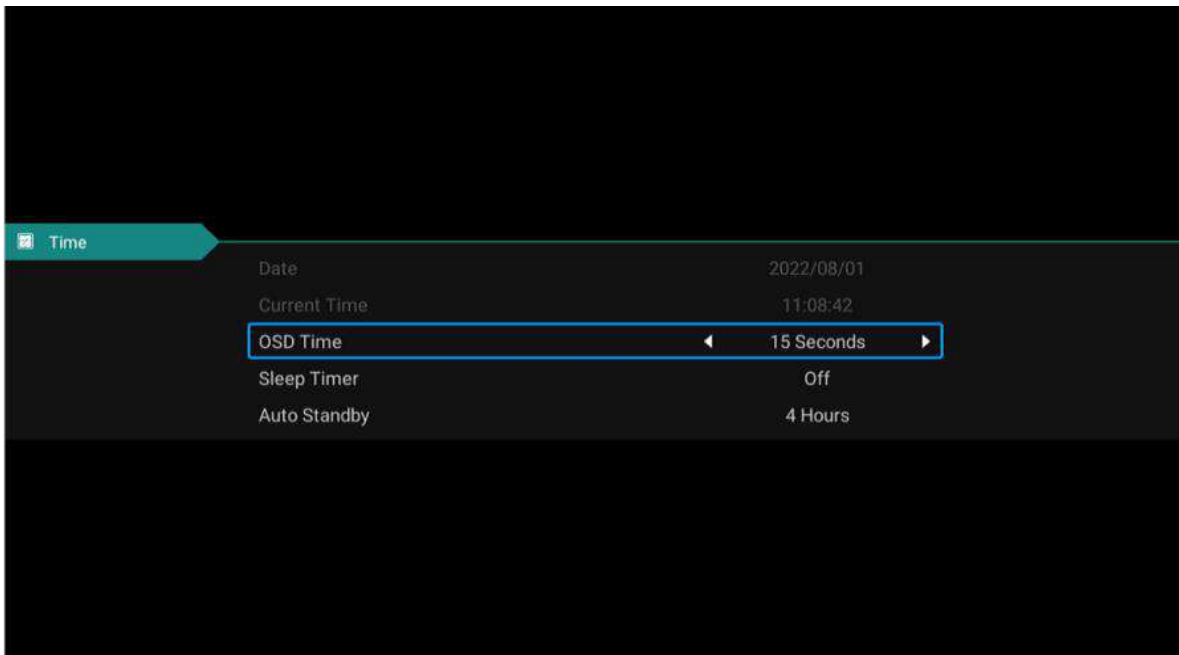 Time
Date 2022/08/01
Current Time 11:08:42
OSD Time 15 Seconds
Sleep Timer Off
Auto Standby 4 Hours